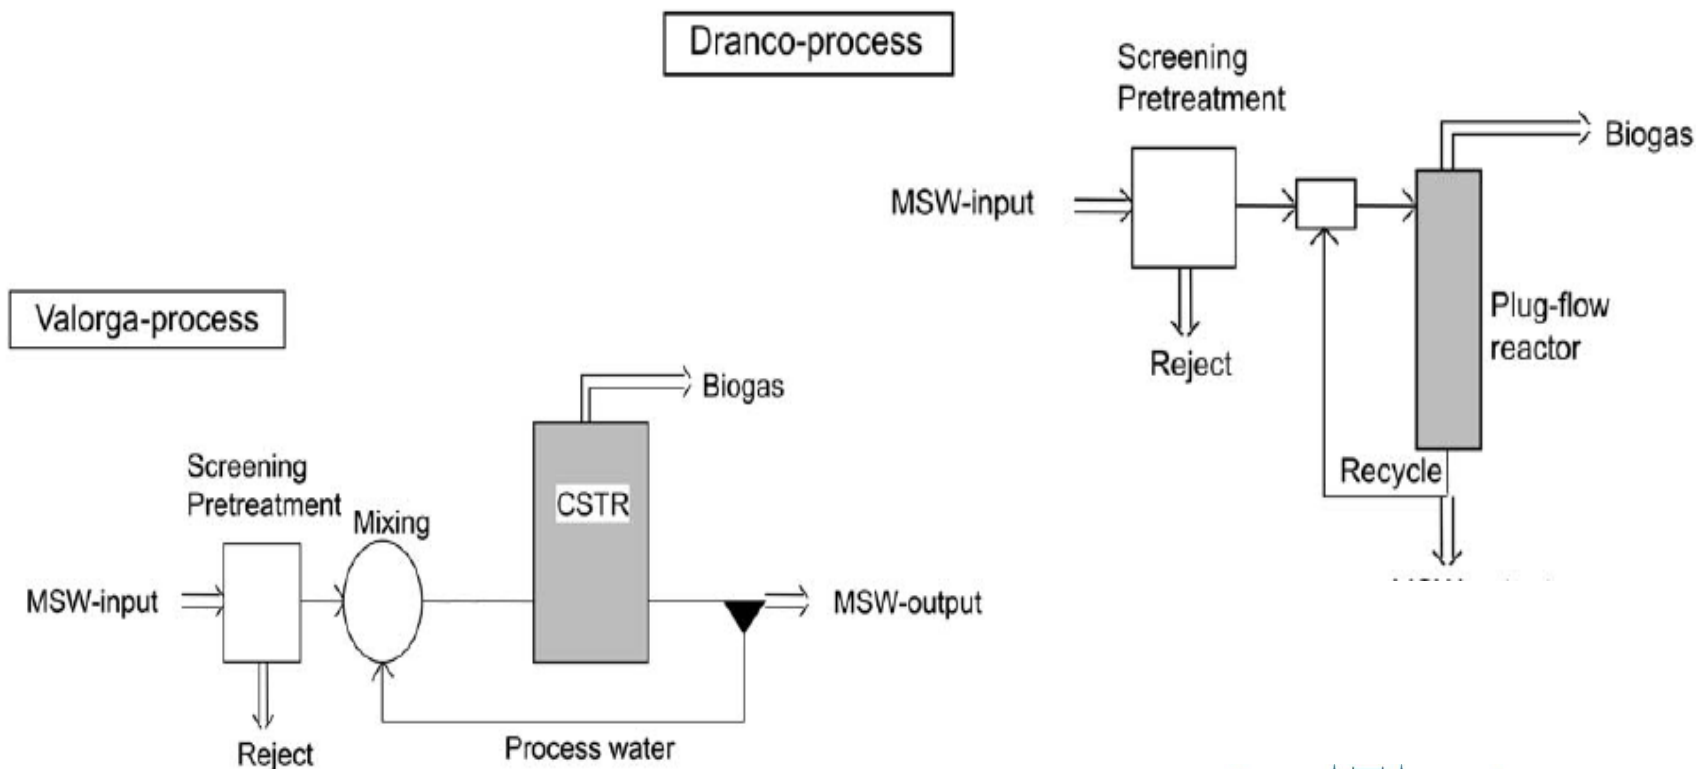 Dranco-process
Screening
Pretreatment
Biogas
MSW-input
Plug-flow
reactor
Reject
Recycle
Valorga-process
Biogas
Screening
Pretreatment
Mixing
CSTR
MSW-input
MSW-output
Reject
Process water